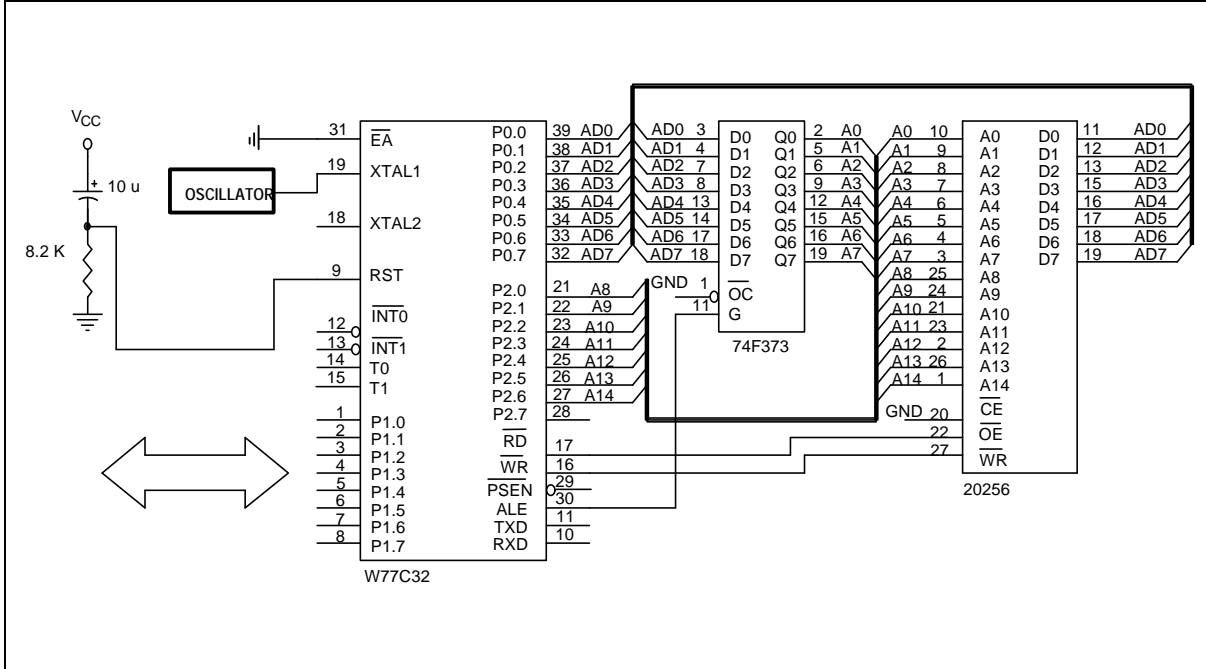 VCC
10 u
8.2 K
OSCILLATOR
31 EA
19 XTAL1
18 XTAL2
9 RST
12 INT0
13 INT1
14 T0
15 T1
1 P1.0
2 P1.1
3 P1.2
4 P1.3
5 P1.4
6 P1.5
7 P1.6
8 P1.7
P0.0 39 AD0
P0.1 38 AD1
P0.2 37 AD2
P0.3 36 AD3
P0.4 35 AD4
P0.5 34 AD5
P0.6 33 AD6
P0.7 32 AD7
P2.0 21 A8
P2.1 22 A9
P2.2 23 A10
P2.3 24 A11
P2.4 25 A12
P2.5 26 A13
P2.6 27 A14
P2.7 28
RD 17
WR 16
PSEN 29
ALE 30
TXD 11
RXD 10
W77C32
AD0 3 D0 Q0 2 A0
AD1 4 D1 Q1 5 A1
AD2 7 D2 Q2 6 A2
AD3 8 D3 Q3 9 A3
AD4 13 D4 Q4 12 A4
AD5 14 D5 Q5 15 A5
AD6 17 D6 Q6 16 A6
AD7 18 D7 Q7 19 A7
GND 1 OC
11 G
74F373
A0 10 A0 D0 11 AD0
A1 9 A1 D1 12 AD1
A2 8 A2 D2 13 AD2
A3 7 A3 D3 15 AD3
A4 6 A4 D4 16 AD4
A5 5 A5 D5 17 AD5
A6 4 A6 D6 18 AD6
A7 3 A7 D7 19 AD7
A8 25 A8
A9 24 A9
A10 21 A10
A11 23 A11
A12 2 A12
A13 26 A13
A14 1 A14
GND 20 CE
22 OE
27 WR
20256